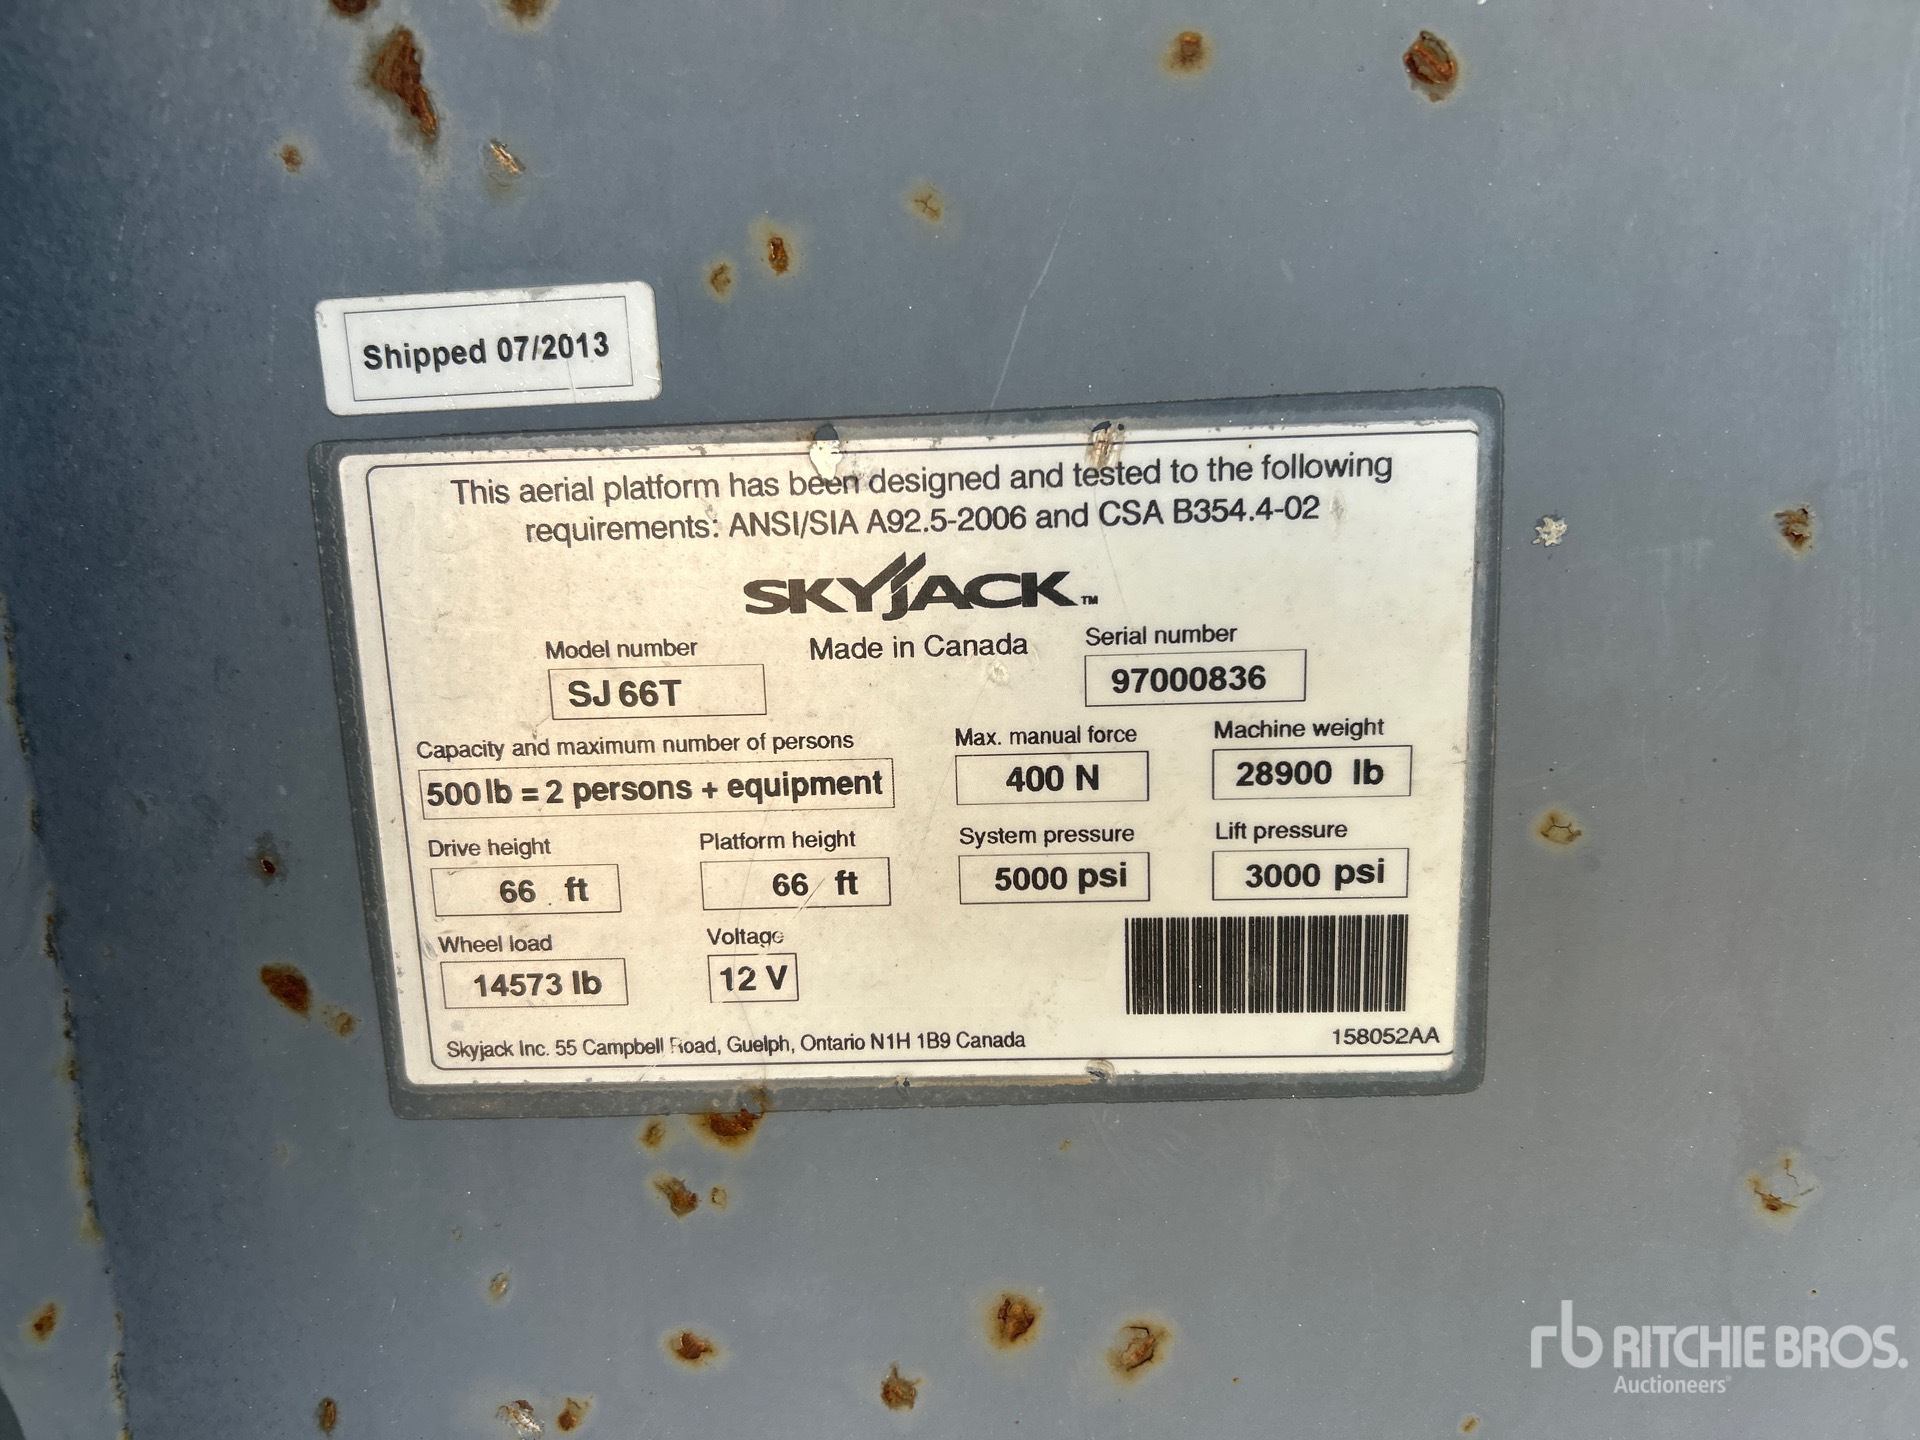 Shipped 07/2013
This aerial platform has been designed and tested to the following
requirements: ANSI/SIA A92.5-2006 and CSA B354.4-02
SKYJACK™
Model number
Made in Canada
Serial number
SJ 66T
97000836
Capacity and maximum number of persons
Max. manual force
Machine weight
500 lb = 2 persons + equipment
400 N
28900 lb
Drive height
Platform height
System pressure
Lift pressure
66 ft
66 ft
5000 psi
3000 psi
Wheel load
Voltage
14573 lb
12 V
Skyjack Inc. 55 Campbell Road, Guelph, Ontario N1H 1B9 Canada
158052AA
rb RITCHIE BROS.
Auctioneers